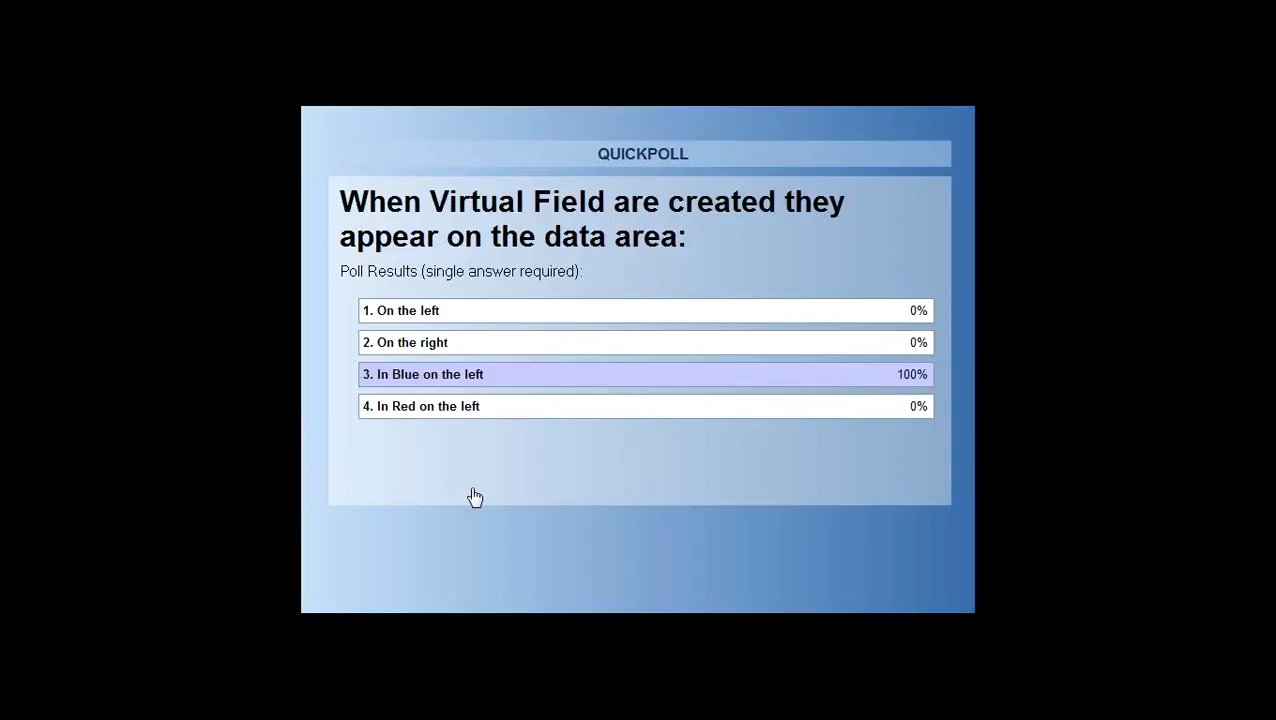 QUICKPOLL
When Virtual Field are created they
appear on the data area:
Poll Results (single answer required):
1. On the left 0%
2. On the right 0%
3. In Blue on the left 100%
4. In Red on the left 0%